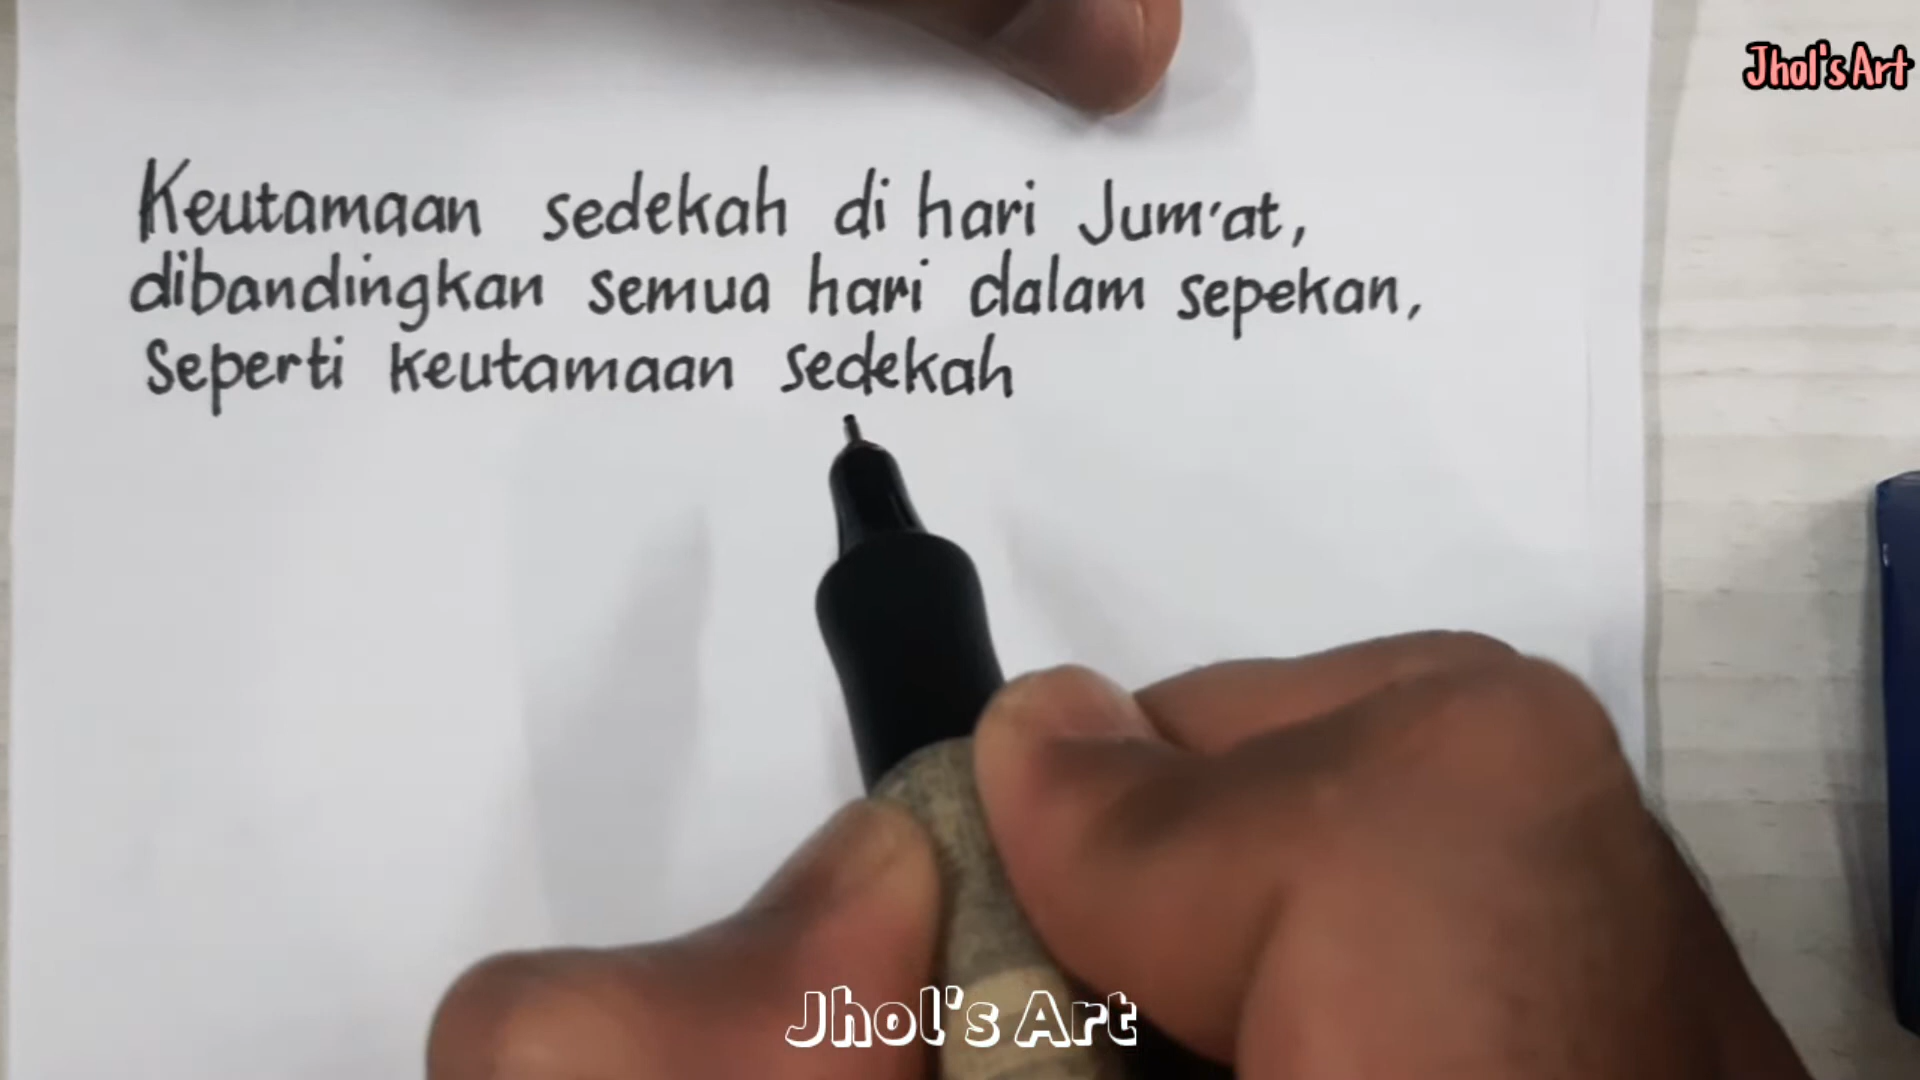 Jhol's Art
Keutamaan sedekah di hari Jum'at,
dibandingkan semua hari dalam sepekan,
Seperti keutamaan sedekah
Jhol's Art